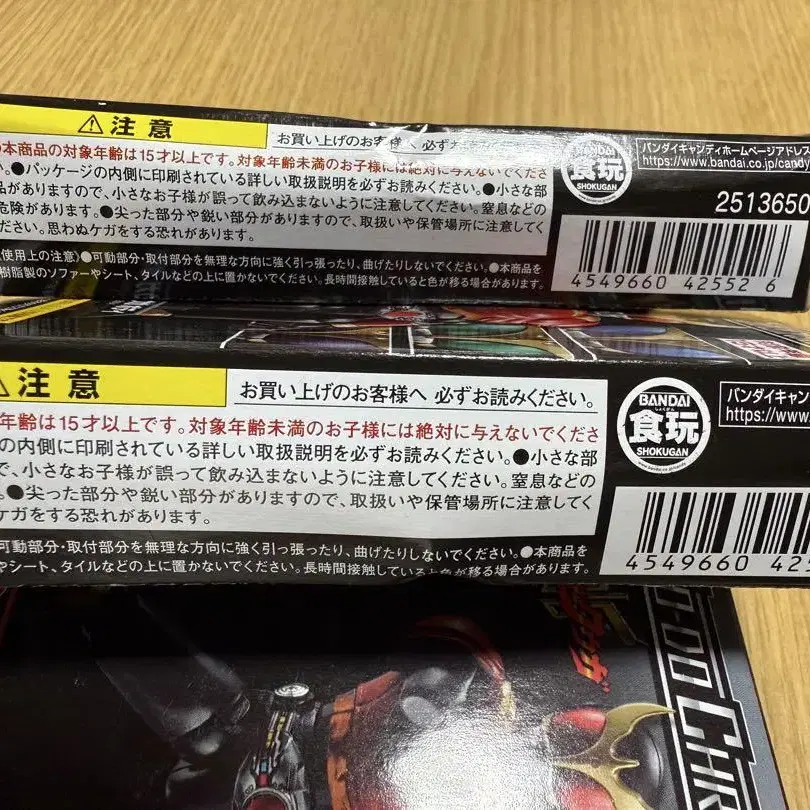 注意
お買い上げのお客様へ 必ずお読みく
本商品の対象年齢は15才以上です。対象年齢未満のお子様には絶対に与えないでくださ
●パッケージの内側に印刷されている詳しい取扱説明を必ずお読みください。●小さな部
品がありますので、小さなお子様が誤って飲み込まないように注意してください。窒息などの
危険があります。●尖った部分や鋭い部分がありますので、取扱いや保管場所に注意してく
ださい。思わぬケガをする恐れがあります。
使用上の注意》●可動部分・取付部分を無理な方向に強く引っ張ったり、曲げたりしないでください。●本商品を
樹脂製のソファーやシート、タイルなどの上に置かないでください。長時間接触していると色が移る場合があります。
BANDAI
食玩
SHOKUGAN
バンダイキャンディホームページアドレス
https://www.bandai.co.jp/candy
2513650
4549660 42552 6
注意
お買い上げのお客様へ 必ずお読みください。
年齢は15才以上です。対象年齢未満のお子様には絶対に与えないでくださ
の内側に印刷されている詳しい取扱説明を必ずお読みください。●小さな部
で、小さなお子様が誤って飲み込まないように注意してください。窒息などの
●尖った部分や鋭い部分がありますので、取扱いや保管場所に注意してく
ケガをする恐れがあります。
可動部分・取付部分を無理な方向に強く引っ張ったり、曲げたりしないでください。●本商品を
やシート、タイルなどの上に置かないでください。長時間接触していると色が移る場合があります。
BANDAI
しょくがん
食玩
SHOKUGAN
バンダイキャン
https://www.
4549660 425
O-DO CH